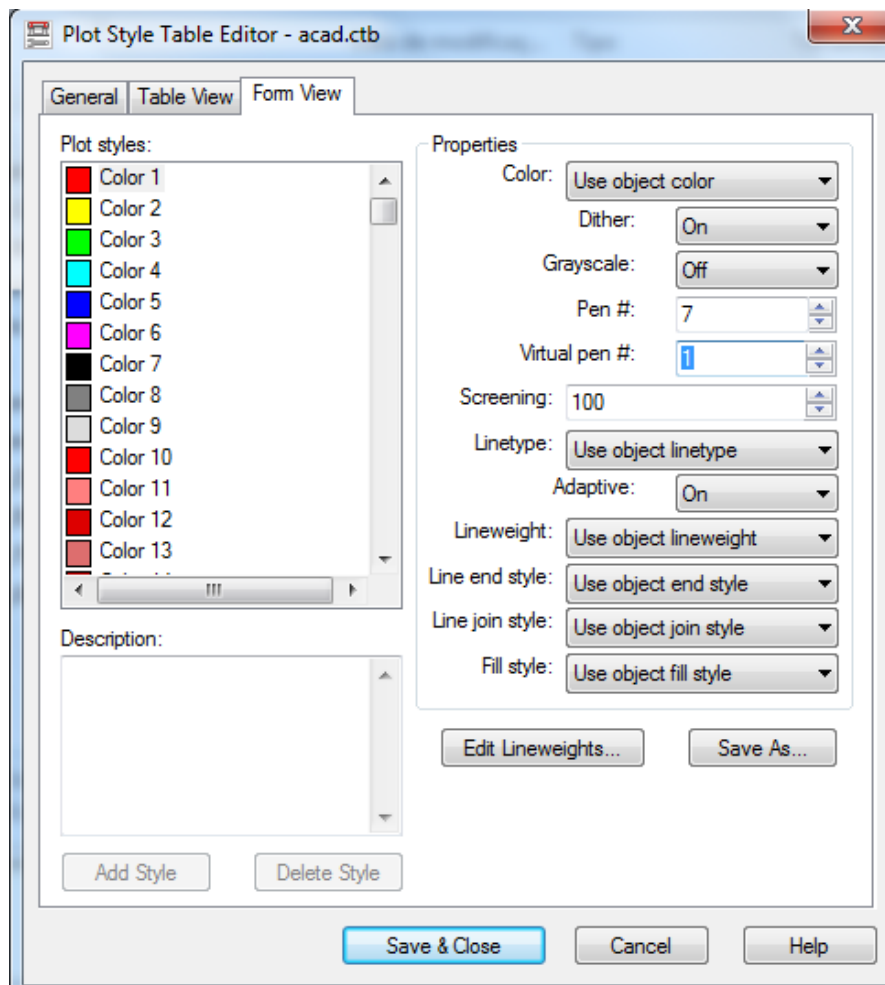 Plot Style Table Editor - acad.ctb
General Table View Form View
Plot styles:
Color 1
Color 2
Color 3
Color 4
Color 5
Color 6
Color 7
Color 8
Color 9
Color 10
Color 11
Color 12
Color 13
Description:
Add Style Delete Style
Properties
Color: Use object color
Dither: On
Grayscale: Off
Pen #: 7
Virtual pen #: 1
Screening: 100
Linetype: Use object linetype
Adaptive: On
Lineweight: Use object lineweight
Line end style: Use object end style
Line join style: Use object join style
Fill style: Use object fill style
Edit Lineweights... Save As...
Save & Close Cancel Help